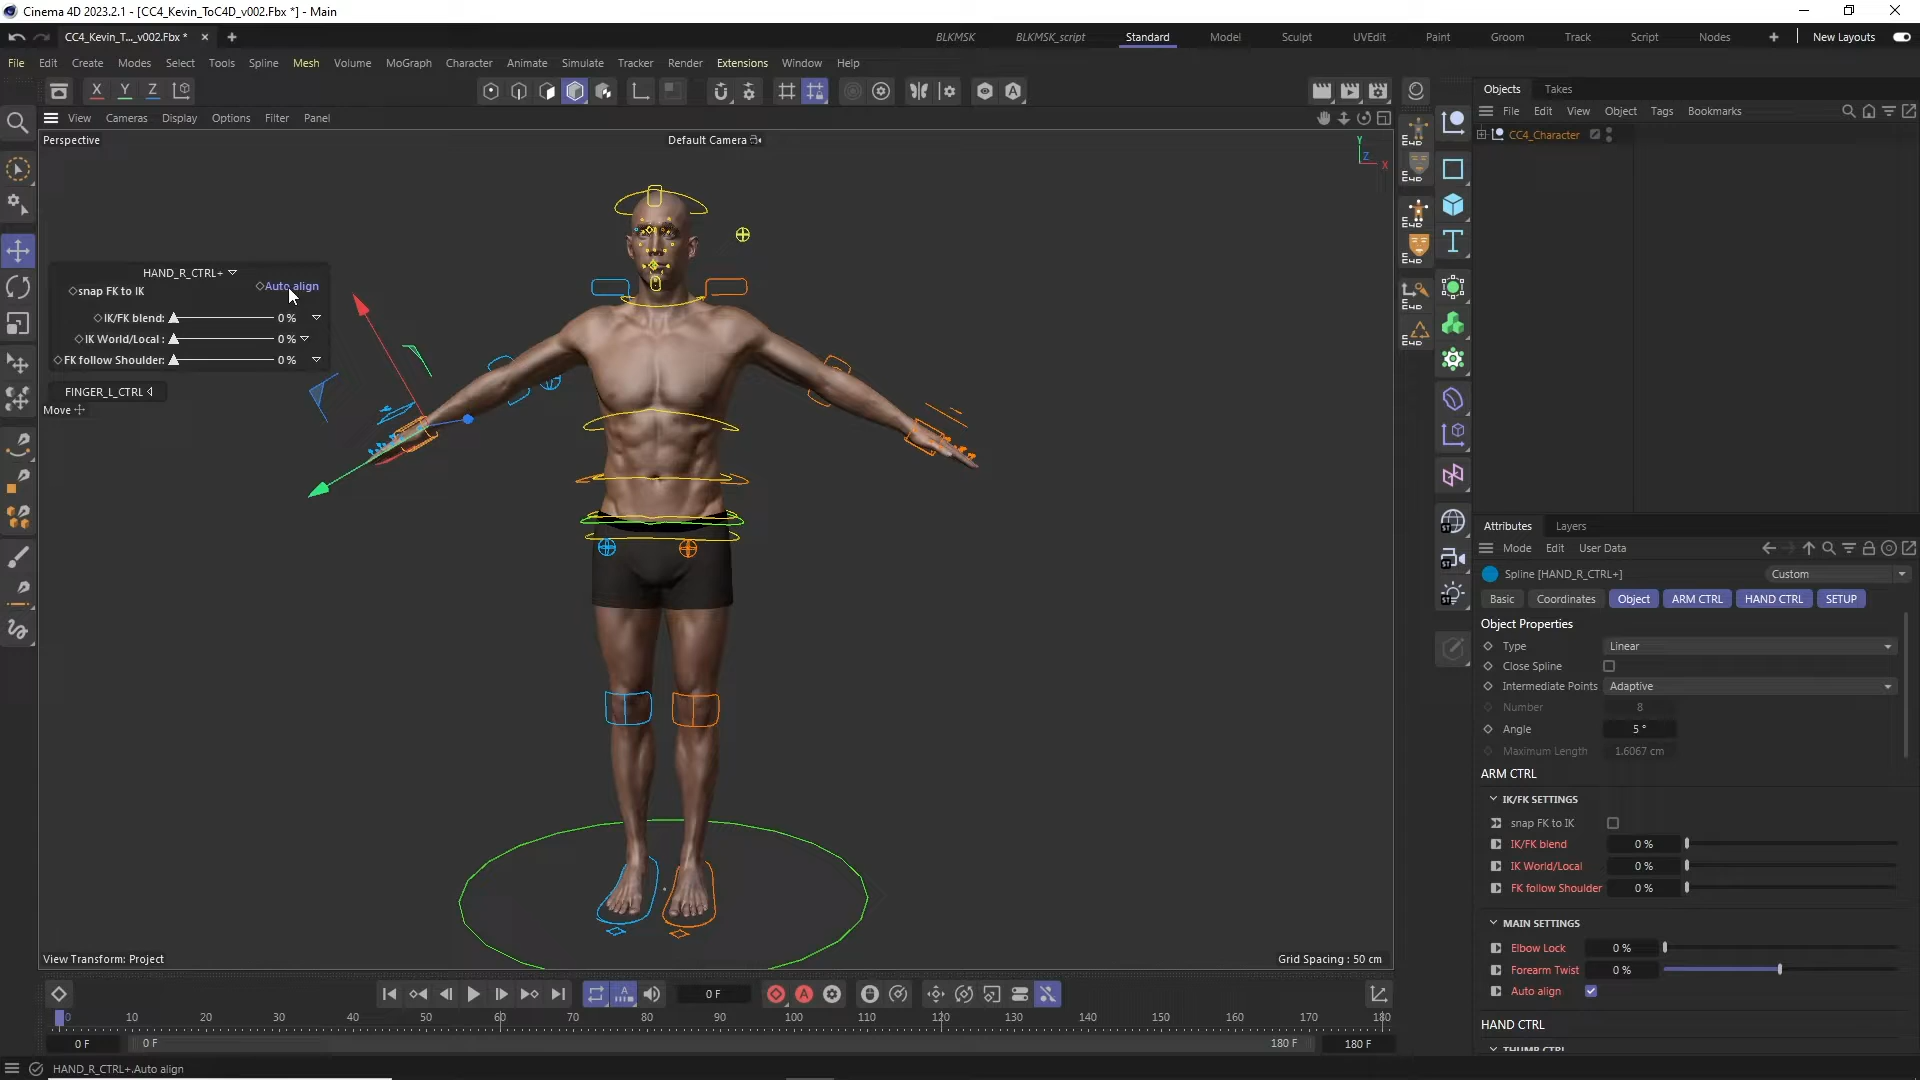 Cinema 4D 2023.2.1 - [CC4_Kevin_ToC4D_v002.Fbx *] - Main
CC4_Kevin_T..._v002.Fbx *
BLKMSK
BLKMSK_script
Standard
Model
Sculpt
UVEdit
Paint
Groom
Track
Script
Nodes
New Layouts
File Edit Create Modes Select Tools Spline Mesh Volume MoGraph Character Animate Simulate Tracker Render Extensions Window Help
X Y Z
Objects Takes
View Cameras Display Options Filter Panel
File Edit View Object Tags Bookmarks
CC4_Character
Perspective
Default Camera
Y
Z
X
HAND_R_CTRL+
snap FK to IK
Auto align
IK/FK blend: 0 %
IK World/Local : 0 %
FK follow Shoulder: 0 %
FINGER_L_CTRL
Move
Attributes Layers
Mode Edit User Data
Spline [HAND_R_CTRL+]
Custom
Basic Coordinates Object ARM CTRL HAND CTRL SETUP
Object Properties
Type Linear
Close Spline
Intermediate Points Adaptive
Number 8
Angle 5 °
Maximum Length 1.6067 cm
ARM CTRL
IK/FK SETTINGS
snap FK to IK
IK/FK blend 0 %
IK World/Local 0 %
FK follow Shoulder 0 %
MAIN SETTINGS
Elbow Lock 0 %
Forearm Twist 0 %
Auto align
HAND CTRL
THUMB CTRL
View Transform: Project
Grid Spacing : 50 cm
0 F
0 10 20 30 40 50 60 70 80 90 100 110 120 130 140 150 160 170 180
0 F 0 F 180 F 180 F
HAND_R_CTRL+.Auto align